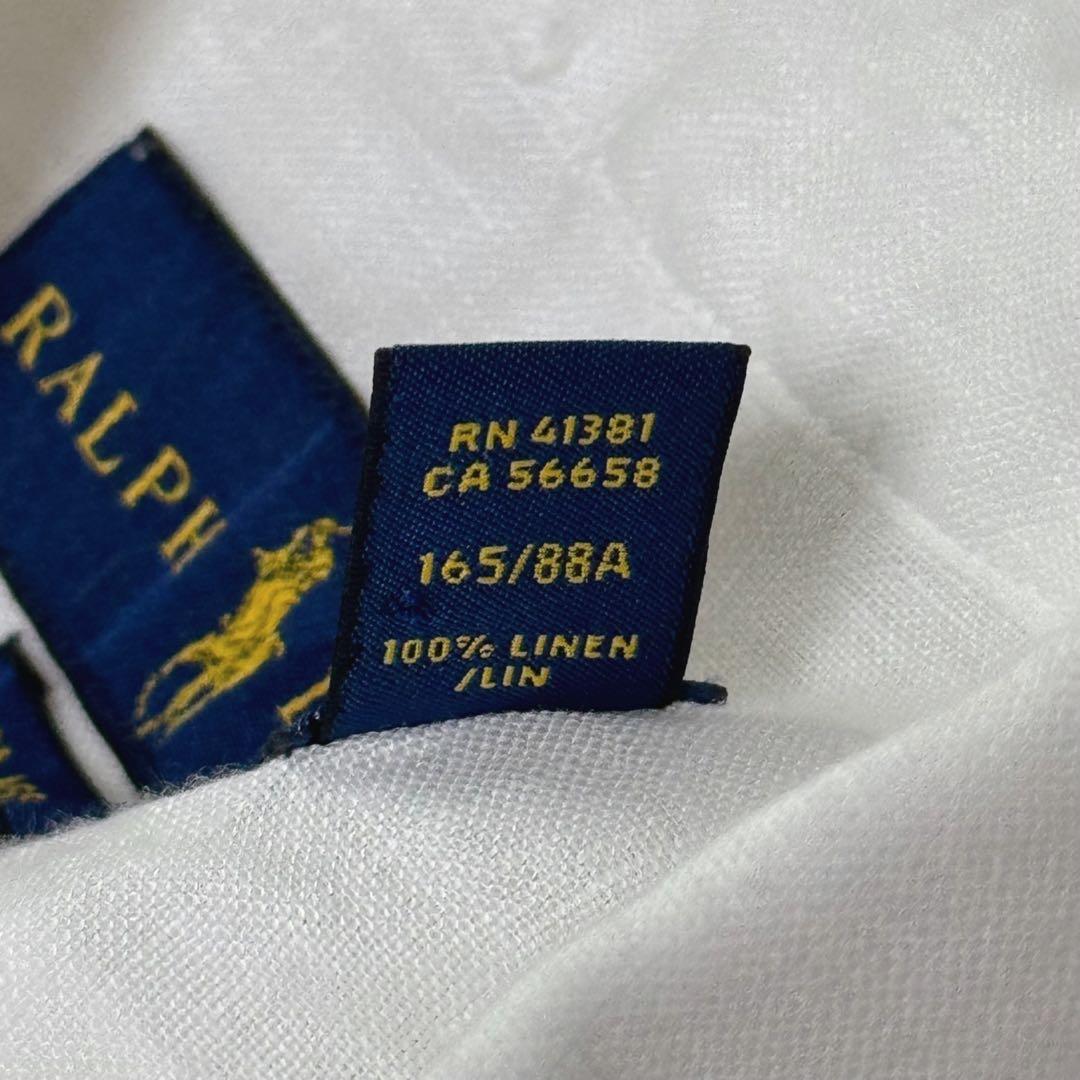 RALPH
RN 41381
CA 56658
165/88A
100% LINEN
/LIN